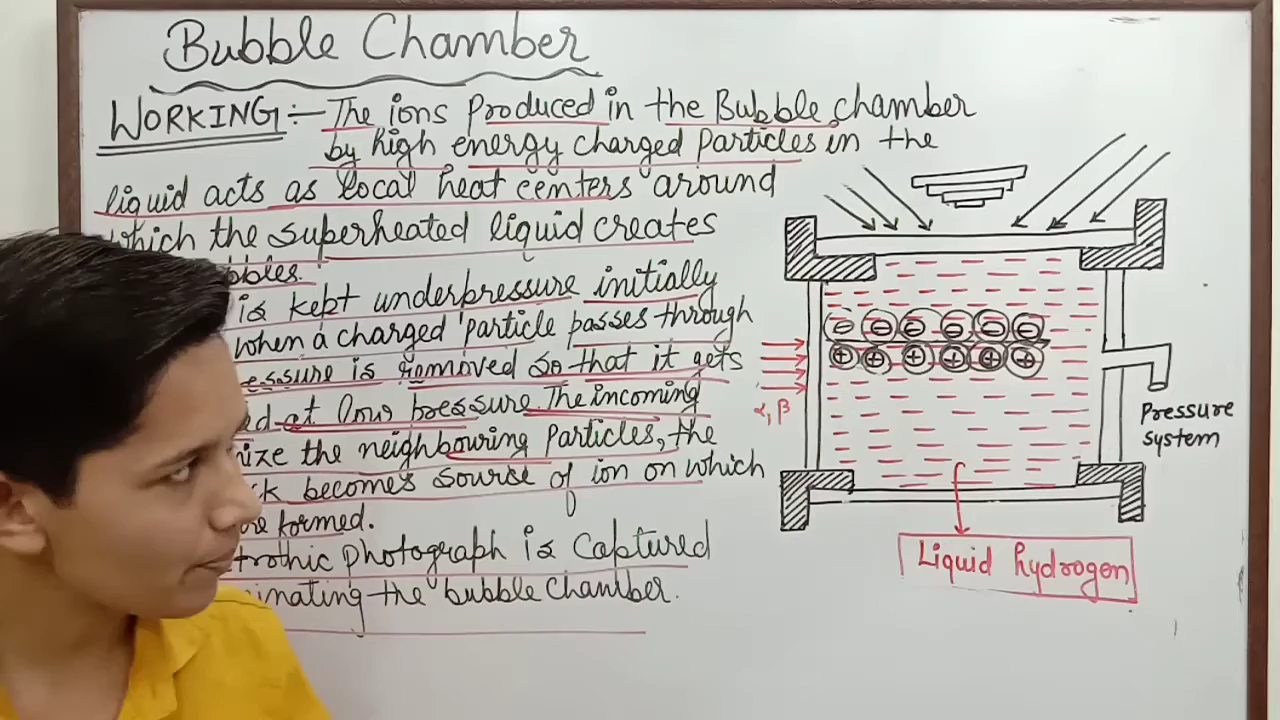 Bubble Chamber
WORKING:- The ions produced in the Bubble chamber
by high energy charged particles in the
liquid acts as local heat centers around
which the superheated liquid creates
is kept underpressure initially
when a charged particle passes through
is removed so that it gets
at low pressure The incoming
the neighbouring particles, the
becomes source of ion on which
formed.
photograph is captured
the bubble chamber.
α, β
Pressure
system
Liquid hydrogen